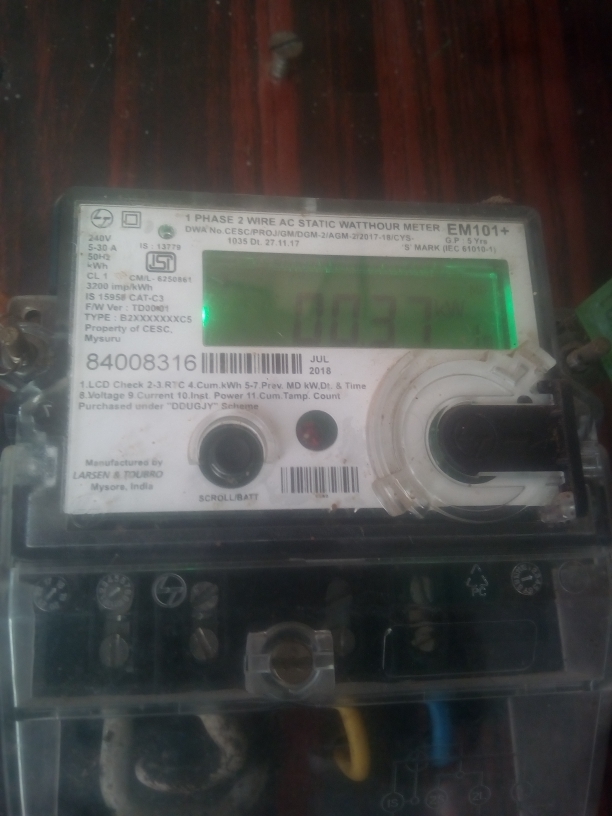 1 PHASE 2 WIRE AC STATIC WATTHOUR METER EM101+
DWA No.CESC/PROJ/GM/DGM-2/AGM-2/2017-18/CYS-
1035 Dt. 27.11.17
G.P : 5 Yrs
'S' MARK (IEC 61010-1)
240V
5-30 A
50Hz
kWh
CL 1
3200 imp/kWh
IS : 13779
CM/L-
IS 15959 CAT-C3
F/W Ver :
TYPE : B2XXXXXXXC5
Property of CESC,
Mysuru
84008316
JUL
2018
1.LCD Check 2-3.RTC 4.Cum.kWh 5-7.Prev. MD kW,Dt. & Time
8.Voltage 9.Current 10.Inst. Power 11.Cum.Tamp. Count
Purchased under "DDUGJY" Scheme
Manufactured by
LARSEN & TOUBRO
Mysore, India
SCROLL/BATT
PC